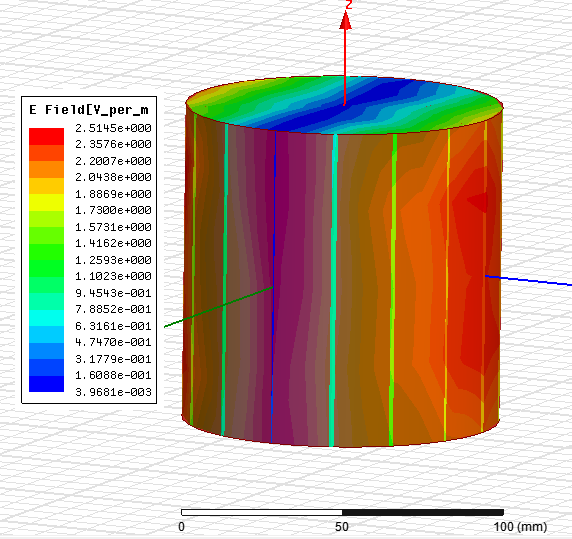 Z
E Field[V_per_m
2.5145e+000
2.3576e+000
2.2007e+000
2.0438e+000
1.8869e+000
1.7300e+000
1.5731e+000
1.4162e+000
1.2593e+000
1.1023e+000
9.4543e-001
7.8852e-001
6.3161e-001
4.7470e-001
3.1779e-001
1.6088e-001
3.9681e-003
0 50 100 (mm)